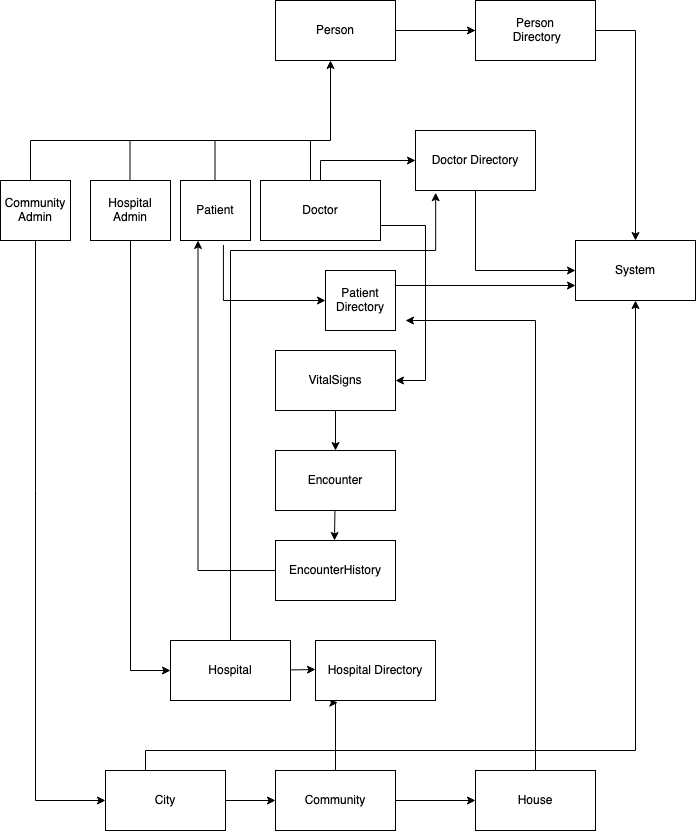 Person
Person
Directory
Doctor Directory
Community
Admin
Hospital
Admin
Patient
Doctor
System
Patient
Directory
VitalSigns
Encounter
EncounterHistory
Hospital
Hospital Directory
City
Community
House